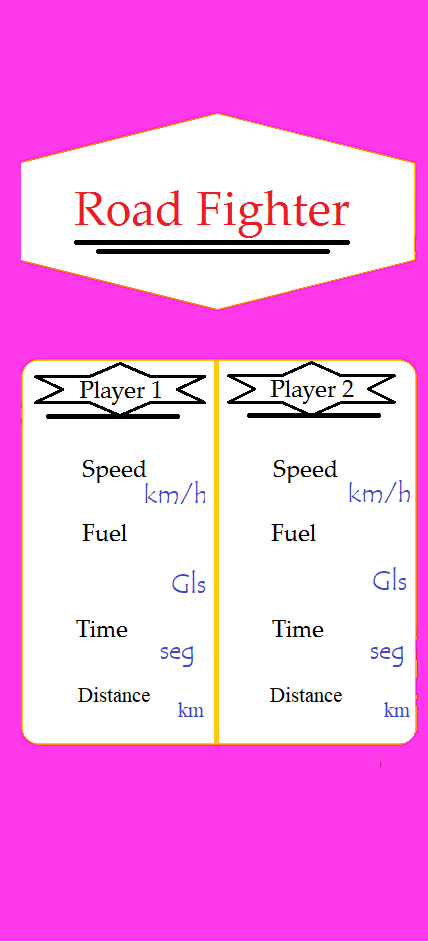 Road Fighter
Player 1
Speed
km/h
Fuel
Gls
Time
seg
Distance
km
Player 2
Speed
km/h
Fuel
Gls
Time
seg
Distance
km